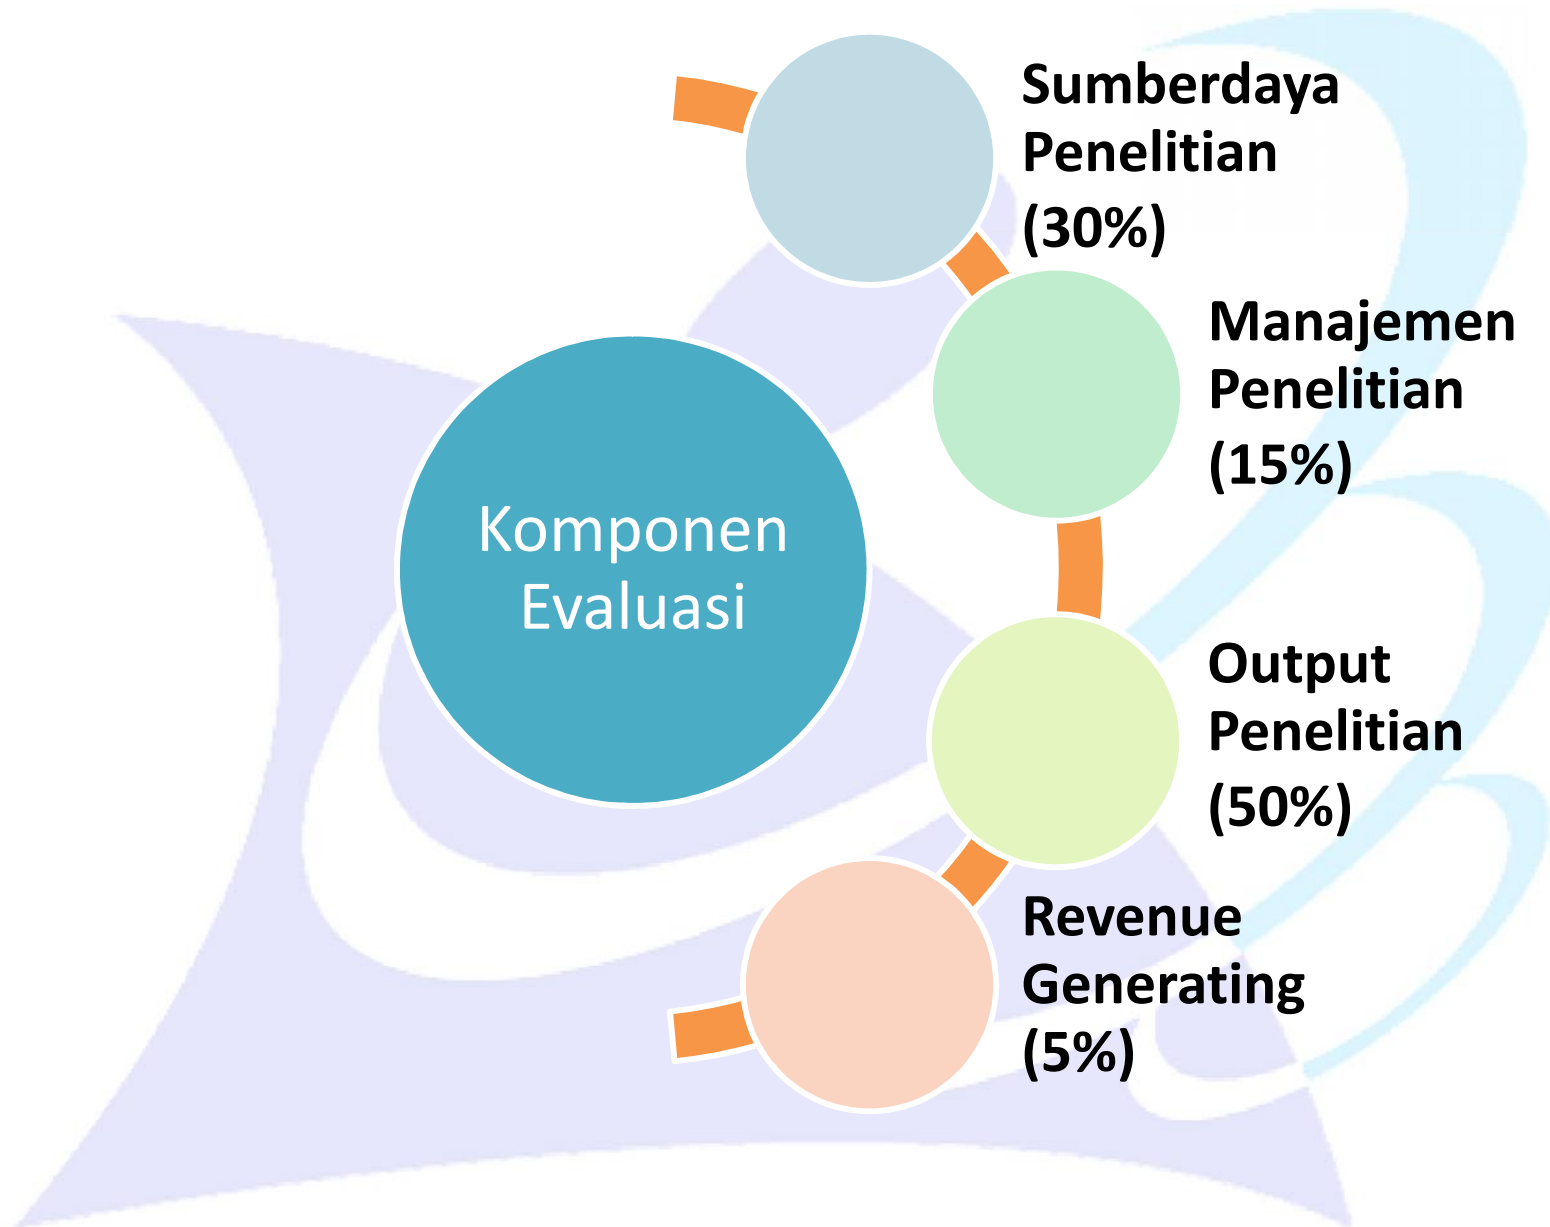 Sumberdaya
Penelitian
(30%)
Manajemen
Penelitian
(15%)
Komponen
Evaluasi
Output
Penelitian
(50%)
Revenue
Generating
(5%)